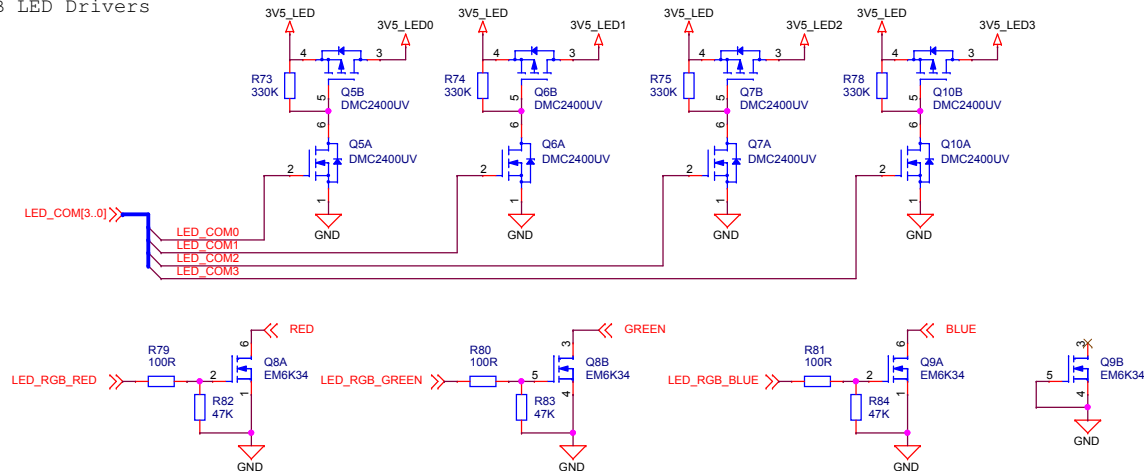 LED Drivers
3V5_LED 3V5_LED0 3V5_LED 3V5_LED1 3V5_LED 3V5_LED2 3V5_LED 3V5_LED3
4 3 4 3 4 3 4 3
R73 330K Q5B DMC2400UV 5 R74 330K Q6B DMC2400UV 5 R75 330K Q7B DMC2400UV 5 R78 330K Q10B DMC2400UV 5
6 Q5A DMC2400UV 6 Q6A DMC2400UV 6 Q7A DMC2400UV 6 Q10A DMC2400UV
2 1 2 1 2 1 2 1
GND GND GND GND
LED_COM[3..0]
LED_COM0
LED_COM1
LED_COM2
LED_COM3
RED GREEN BLUE
R79 100R 6 Q8A EM6K34 R80 100R 3 Q8B EM6K34 R81 100R 6 Q9A EM6K34 3 Q9B EM6K34
LED_RGB_RED 2 LED_RGB_GREEN 5 LED_RGB_BLUE 2 5
R82 47K 1 R83 47K 4 R84 47K 1 4
GND GND GND GND